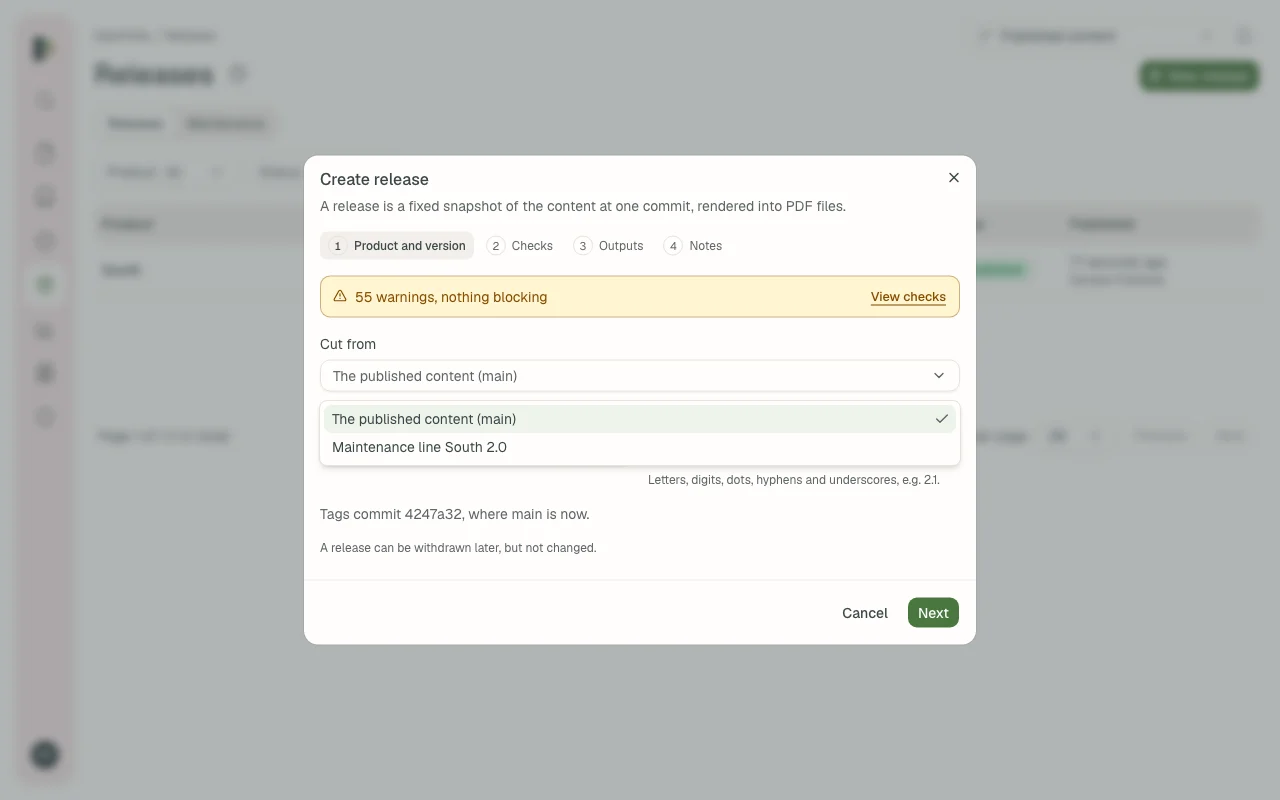 Releases
Create release
A release is a fixed snapshot of the content at one commit, rendered into PDF files.
1 Product and version 2 Checks 3 Outputs 4 Notes
55 warnings, nothing blocking View checks
Cut from
The published content (main)
The published content (main)
Maintenance line South 2.0
Letters, digits, dots, hyphens and underscores, e.g. 2.1.
Tags commit 4247a32, where main is now.
A release can be withdrawn later, but not changed.
Cancel Next